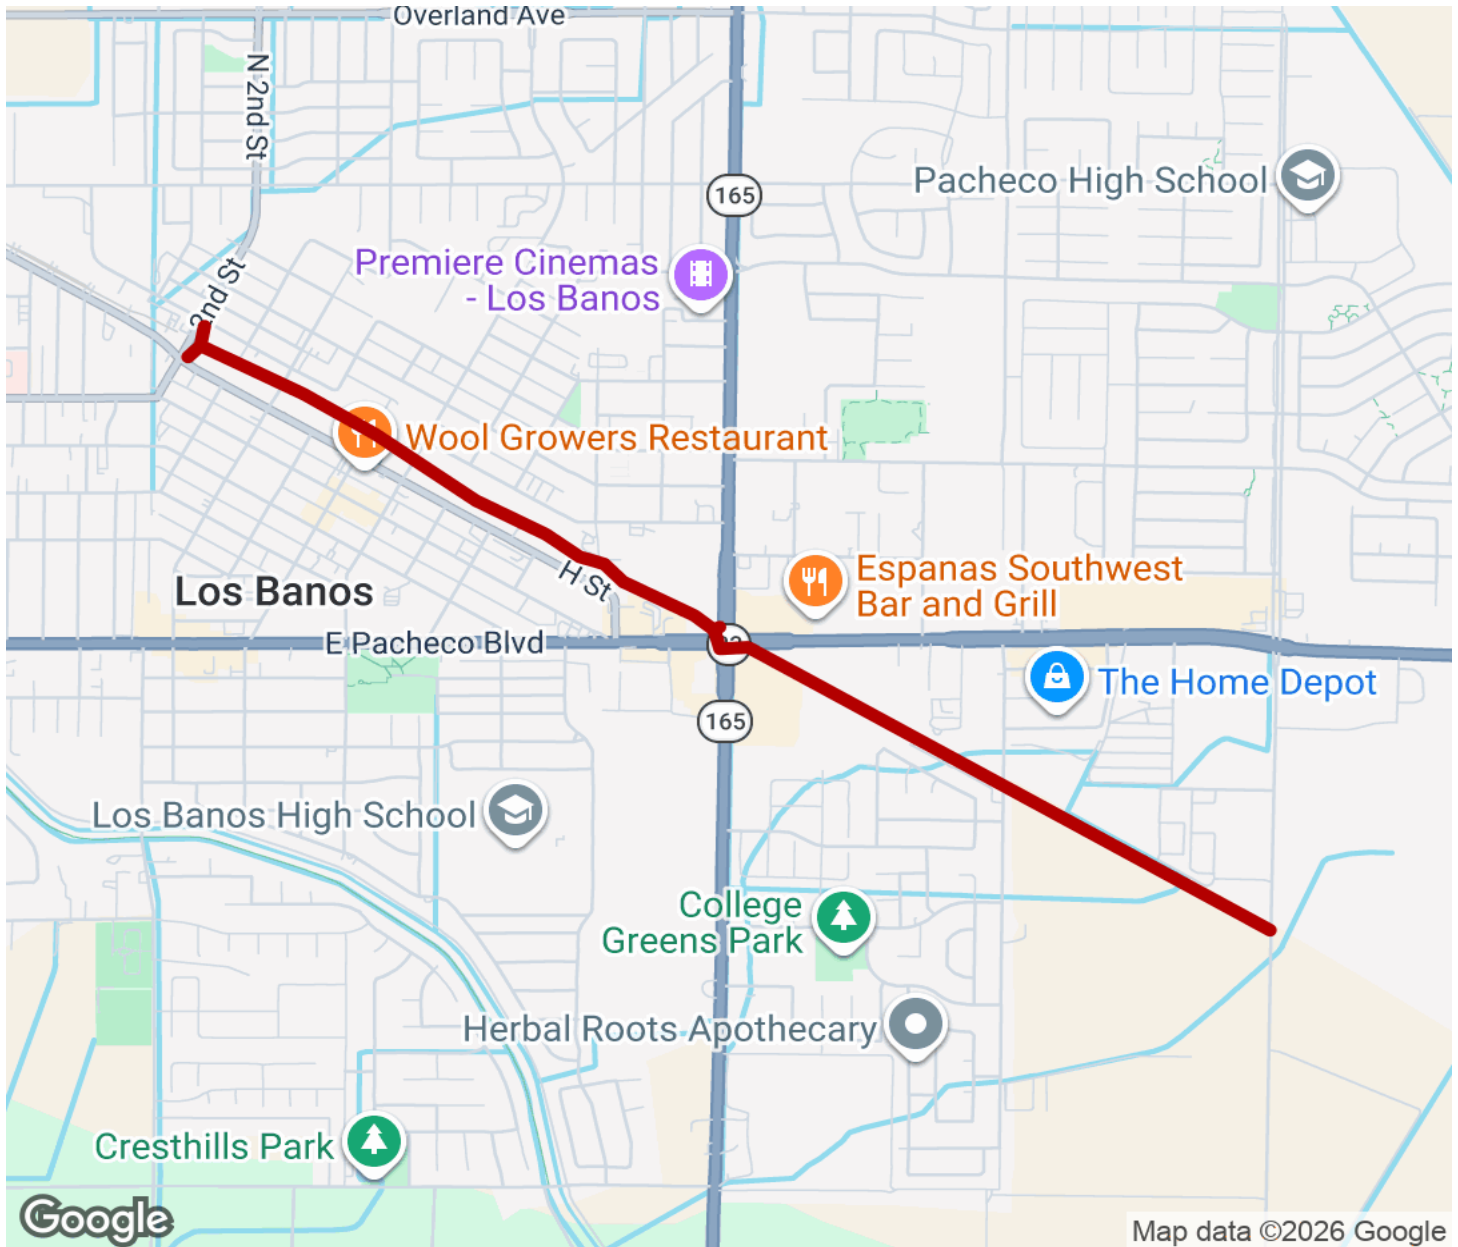 Overland Ave
N 2nd St
165
Pacheco High School
Premiere Cinemas
- Los Banos
2nd St
Wool Growers Restaurant
Espanas Southwest
Bar and Grill
H St
Los Banos
E Pacheco Blvd
The Home Depot
165
Los Banos High School
College
Greens Park
Herbal Roots Apothecary
Cresthills Park
Google
Map data ©2026 Google